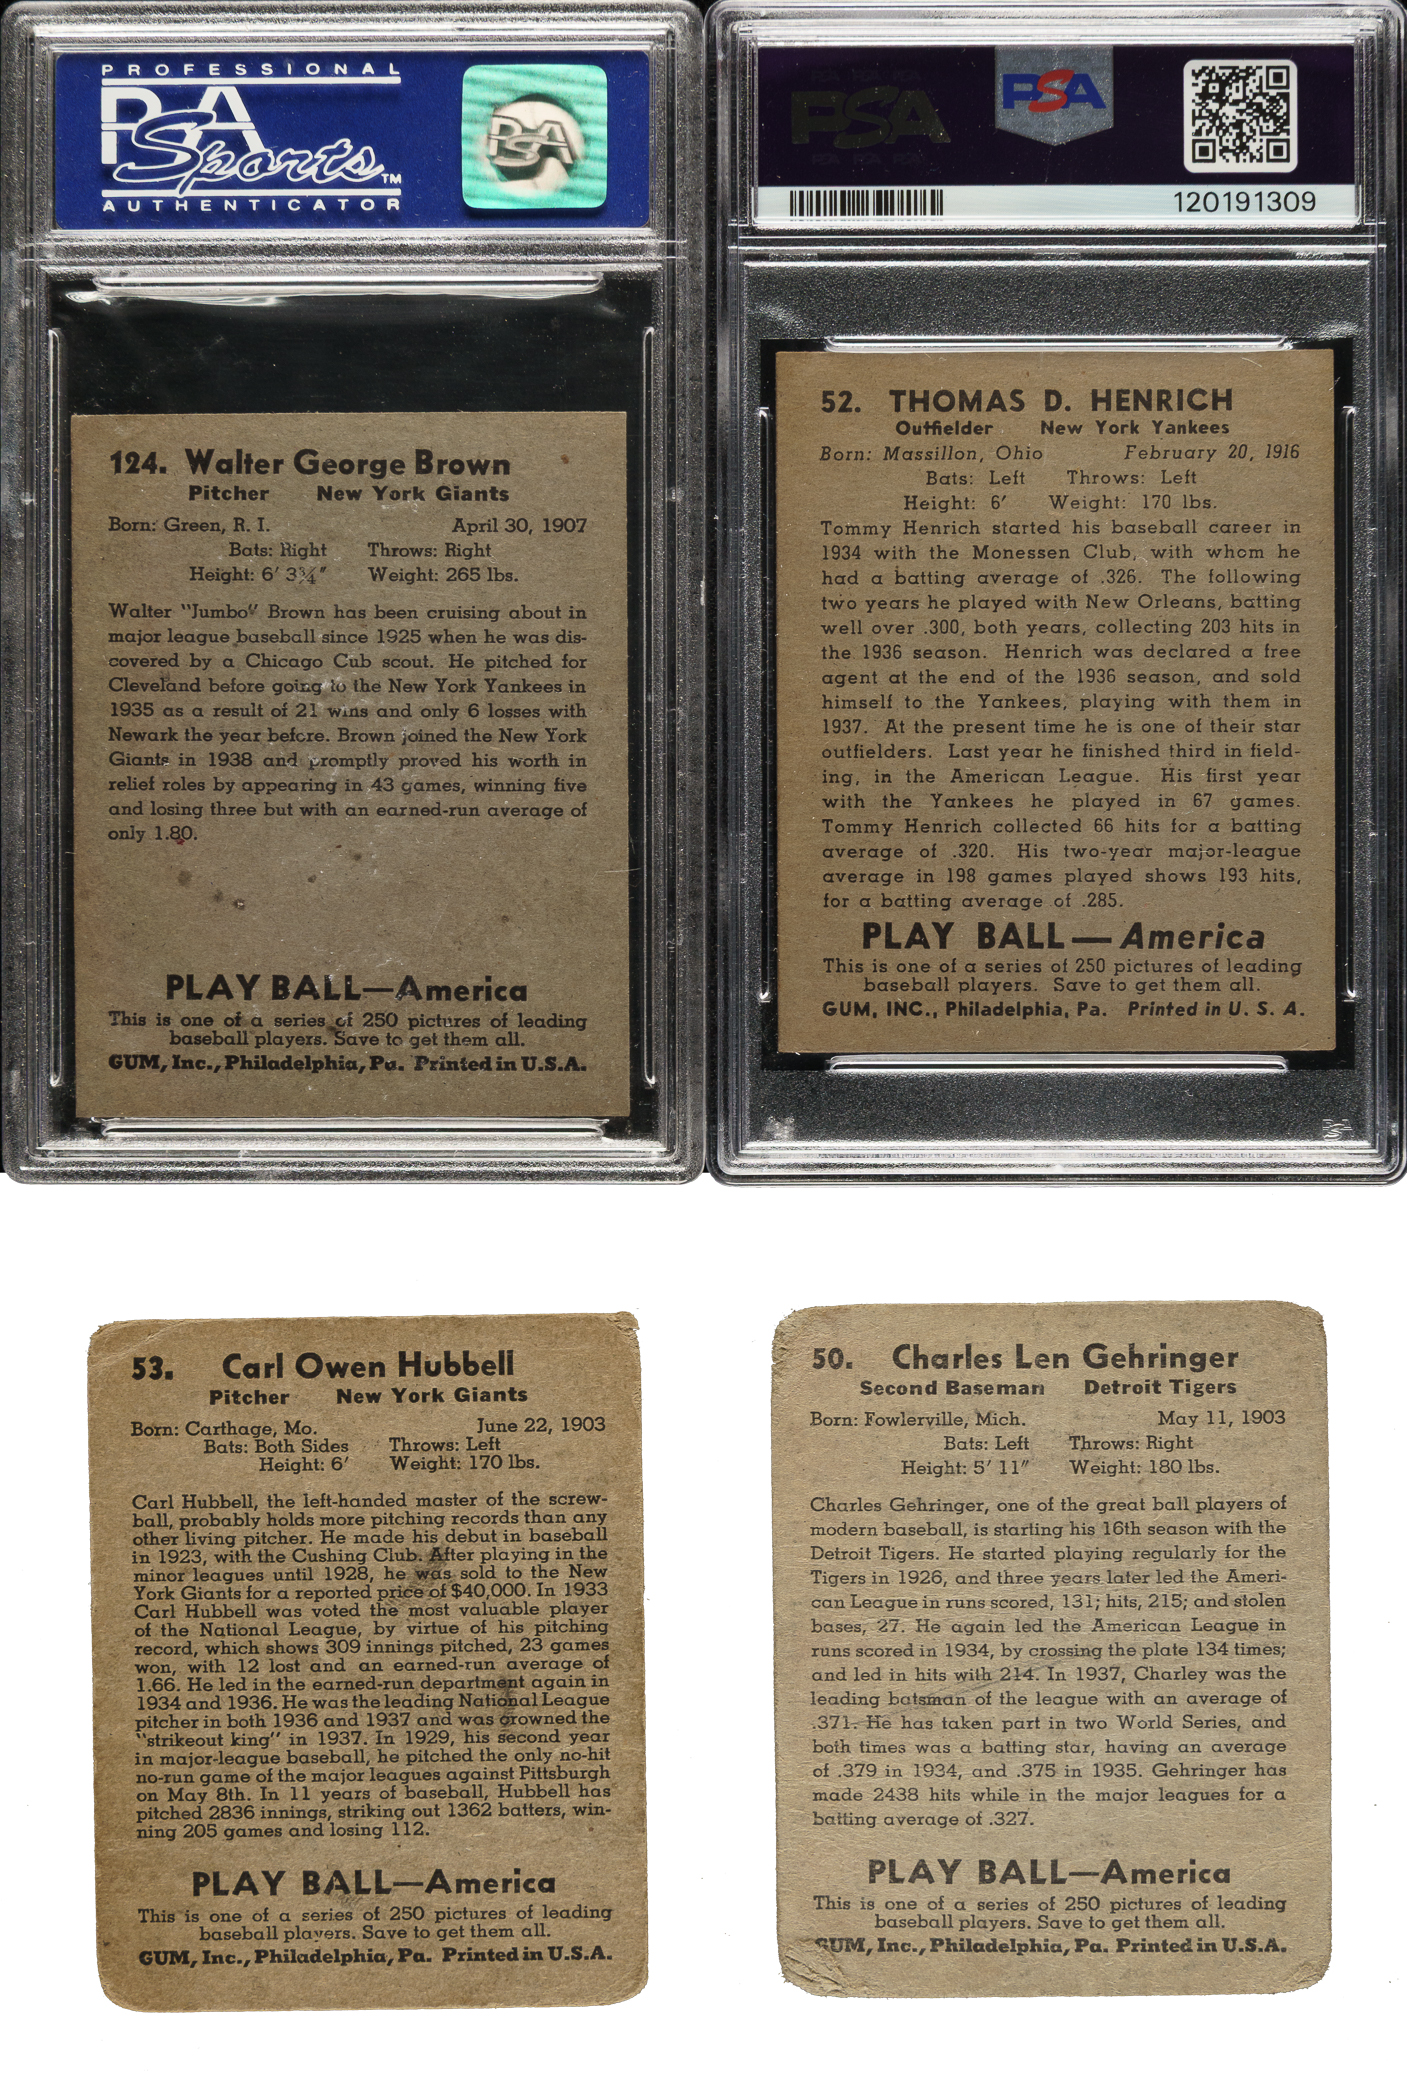 PROFESSIONAL
PSA
Sports™
AUTHENTICATOR
PSA
124. Walter George Brown
Pitcher New York Giants
Born: Green, R. I. April 30, 1907
Bats: Right Throws: Right
Height: 6' 3¾" Weight: 265 lbs.
Walter "Jumbo" Brown has been cruising about in
major league baseball since 1925 when he was dis-
covered by a Chicago Cub scout. He pitched for
Cleveland before going to the New York Yankees in
1935 as a result of 21 wins and only 6 losses with
Newark the year before. Brown joined the New York
Giants in 1938 and promptly proved his worth in
relief roles by appearing in 43 games, winning five
and losing three but with an earned-run average of
only 1.80.
PLAY BALL—America
This is one of a series of 250 pictures of leading
baseball players. Save to get them all.
GUM, Inc., Philadelphia, Pa. Printed in U.S.A.
PSA
PSA
120191309
52. THOMAS D. HENRICH
Outfielder New York Yankees
Born: Massillon, Ohio February 20, 1916
Bats: Left Throws: Left
Height: 6' Weight: 170 lbs.
Tommy Henrich started his baseball career in
1934 with the Monessen Club, with whom he
had a batting average of .326. The following
two years he played with New Orleans, batting
well over .300, both years, collecting 203 hits in
the 1936 season. Henrich was declared a free
agent at the end of the 1936 season, and sold
himself to the Yankees, playing with them in
1937. At the present time he is one of their star
outfielders. Last year he finished third in field-
ing, in the American League. His first year
with the Yankees he played in 67 games.
Tommy Henrich collected 66 hits for a batting
average of .320. His two-year major-league
average in 198 games played shows 193 hits,
for a batting average of .285.
PLAY BALL—America
This is one of a series of 250 pictures of leading
baseball players. Save to get them all.
GUM, INC., Philadelphia, Pa. Printed in U. S. A.
PSA
53. Carl Owen Hubbell
Pitcher New York Giants
Born: Carthage, Mo. June 22, 1903
Bats: Both Sides Throws: Left
Height: 6' Weight: 170 lbs.
Carl Hubbell, the left-handed master of the screw-
ball, probably holds more pitching records than any
other living pitcher. He made his debut in baseball
in 1923, with the Cushing Club. After playing in the
minor leagues until 1928, he was sold to the New
York Giants for a reported price of $40,000. In 1933
Carl Hubbell was voted the most valuable player
of the National League, by virtue of his pitching
record, which shows 309 innings pitched, 23 games
won, with 12 lost and an earned-run average of
1.66. He led in the earned-run department again in
1934 and 1936. He was the leading National League
pitcher in both 1936 and 1937 and was crowned the
"strikeout king" in 1937. In 1929, his second year
in major-league baseball, he pitched the only no-hit
no-run game of the major leagues against Pittsburgh
on May 8th. In 11 years of baseball, Hubbell has
pitched 2836 innings, striking out 1362 batters, win-
ning 205 games and losing 112.
PLAY BALL—America
This is one of a series of 250 pictures of leading
baseball players. Save to get them all.
GUM, Inc., Philadelphia, Pa. Printed in U.S.A.
50. Charles Len Gehringer
Second Baseman Detroit Tigers
Born: Fowlerville, Mich. May 11, 1903
Bats: Left Throws: Right
Height: 5' 11" Weight: 180 lbs.
Charles Gehringer, one of the great ball players of
modern baseball, is starting his 16th season with the
Detroit Tigers. He started playing regularly for the
Tigers in 1926, and three years later led the Ameri-
can League in runs scored, 131; hits, 215; and stolen
bases, 27. He again led the American League in
runs scored in 1934, by crossing the plate 134 times;
and led in hits with 214. In 1937, Charley was the
leading batsman of the league with an average of
.371. He has taken part in two World Series, and
both times was a batting star, having an average
of .379 in 1934, and .375 in 1935. Gehringer has
made 2438 hits while in the major leagues for a
batting average of .327.
PLAY BALL—America
This is one of a series of 250 pictures of leading
baseball players. Save to get them all.
GUM, Inc., Philadelphia, Pa. Printed in U.S.A.